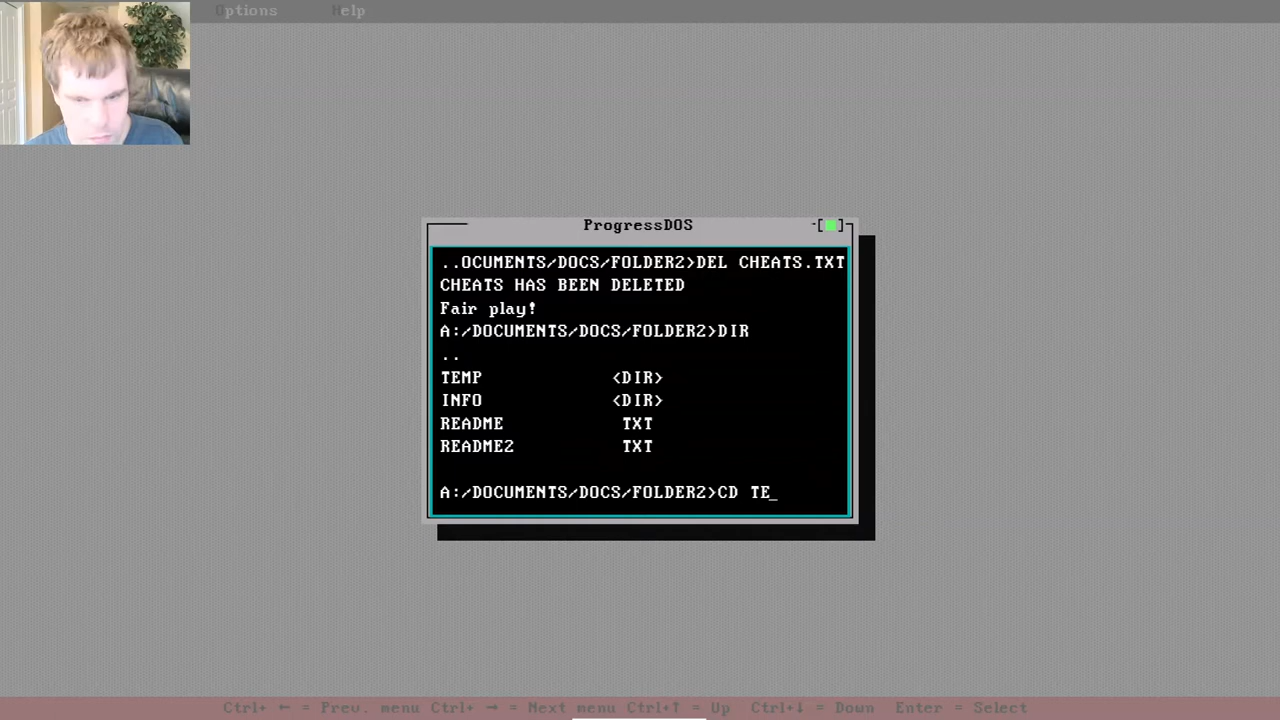 Options Help
ProgressDOS
..OCUMENTS/DOCS/FOLDER2>DEL CHEATS.TXT
CHEATS HAS BEEN DELETED
Fair play!
A:/DOCUMENTS/DOCS/FOLDER2>DIR
..
TEMP <DIR>
INFO <DIR>
README TXT
README2 TXT
A:/DOCUMENTS/DOCS/FOLDER2>CD TE_
Ctrl+ ← = Prev. menu Ctrl+ → = Next menu Ctrl+↑ = Up Ctrl+↓ = Down Enter = Select